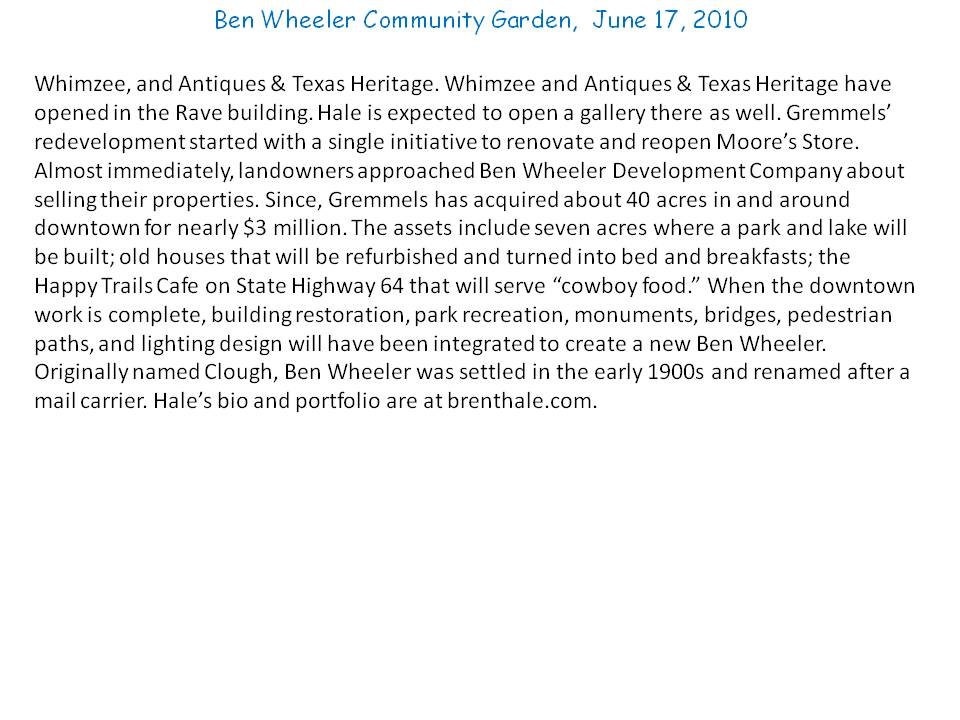 Ben Wheeler Community Garden,  June 17, 2010
Whimzee, and Antiques & Texas Heritage. Whimzee and Antiques & Texas Heritage have
opened in the Rave building. Hale is expected to open a gallery there as well. Gremmels’
redevelopment started with a single initiative to renovate and reopen Moore’s Store.
Almost immediately, landowners approached Ben Wheeler Development Company about
selling their properties. Since, Gremmels has acquired about 40 acres in and around
downtown for nearly $3 million. The assets include seven acres where a park and lake will
be built; old houses that will be refurbished and turned into bed and breakfasts; the
Happy Trails Cafe on State Highway 64 that will serve “cowboy food.” When the downtown
work is complete, building restoration, park recreation, monuments, bridges, pedestrian
paths, and lighting design will have been integrated to create a new Ben Wheeler.
Originally named Clough, Ben Wheeler was settled in the early 1900s and renamed after a
mail carrier. Hale’s bio and portfolio are at brenthale.com.